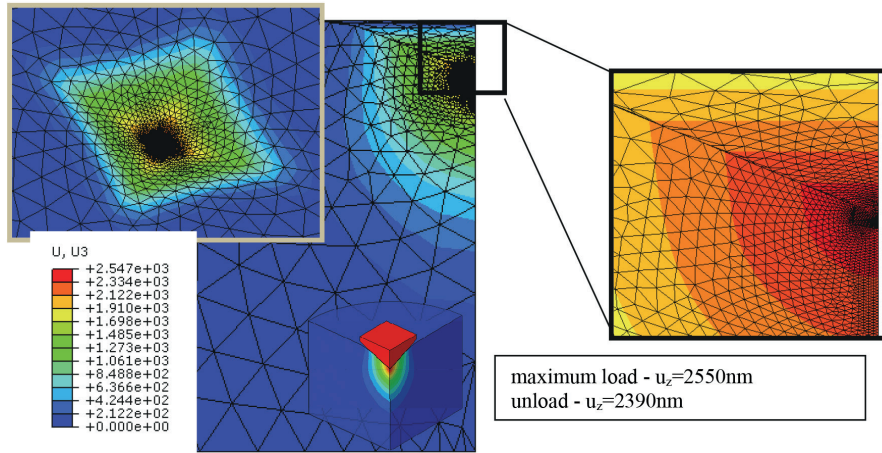 U, U3
+2.547e+03
+2.334e+03
+2.122e+03
+1.910e+03
+1.698e+03
+1.485e+03
+1.273e+03
+1.061e+03
+8.488e+02
+6.366e+02
+4.244e+02
+2.122e+02
+0.000e+00
maximum load - uz=2550nm
unload - uz=2390nm